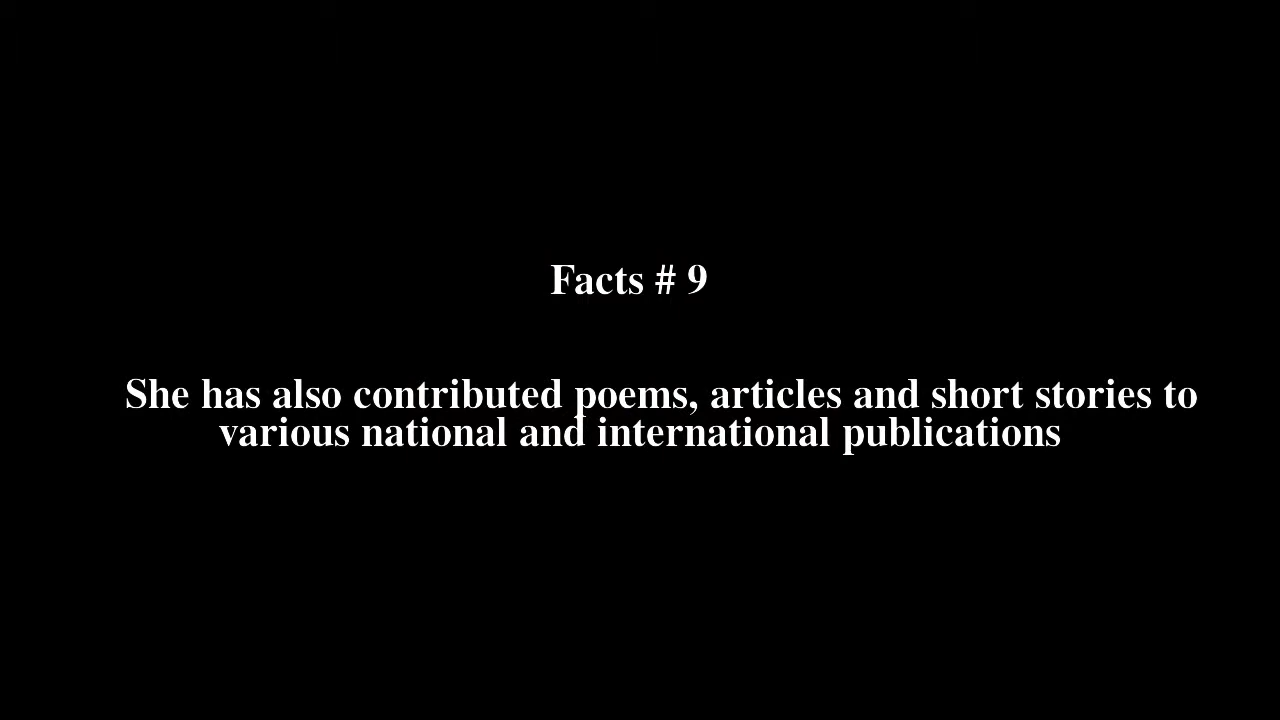 Facts # 9
She has also contributed poems, articles and short stories to
various national and international publications